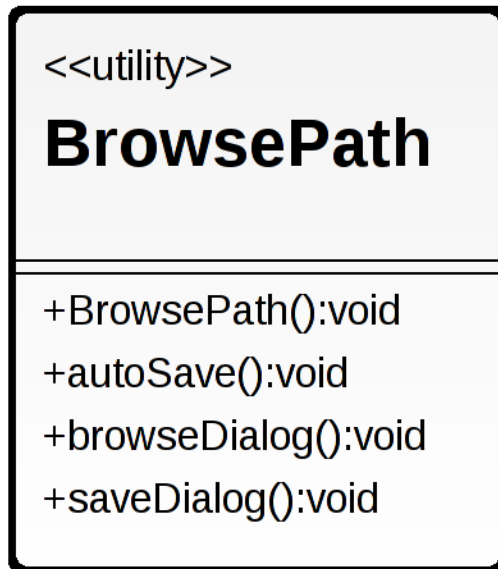 <<utility>>
BrowsePath
+BrowsePath():void
+autoSave():void
+browseDialog():void
+saveDialog():void